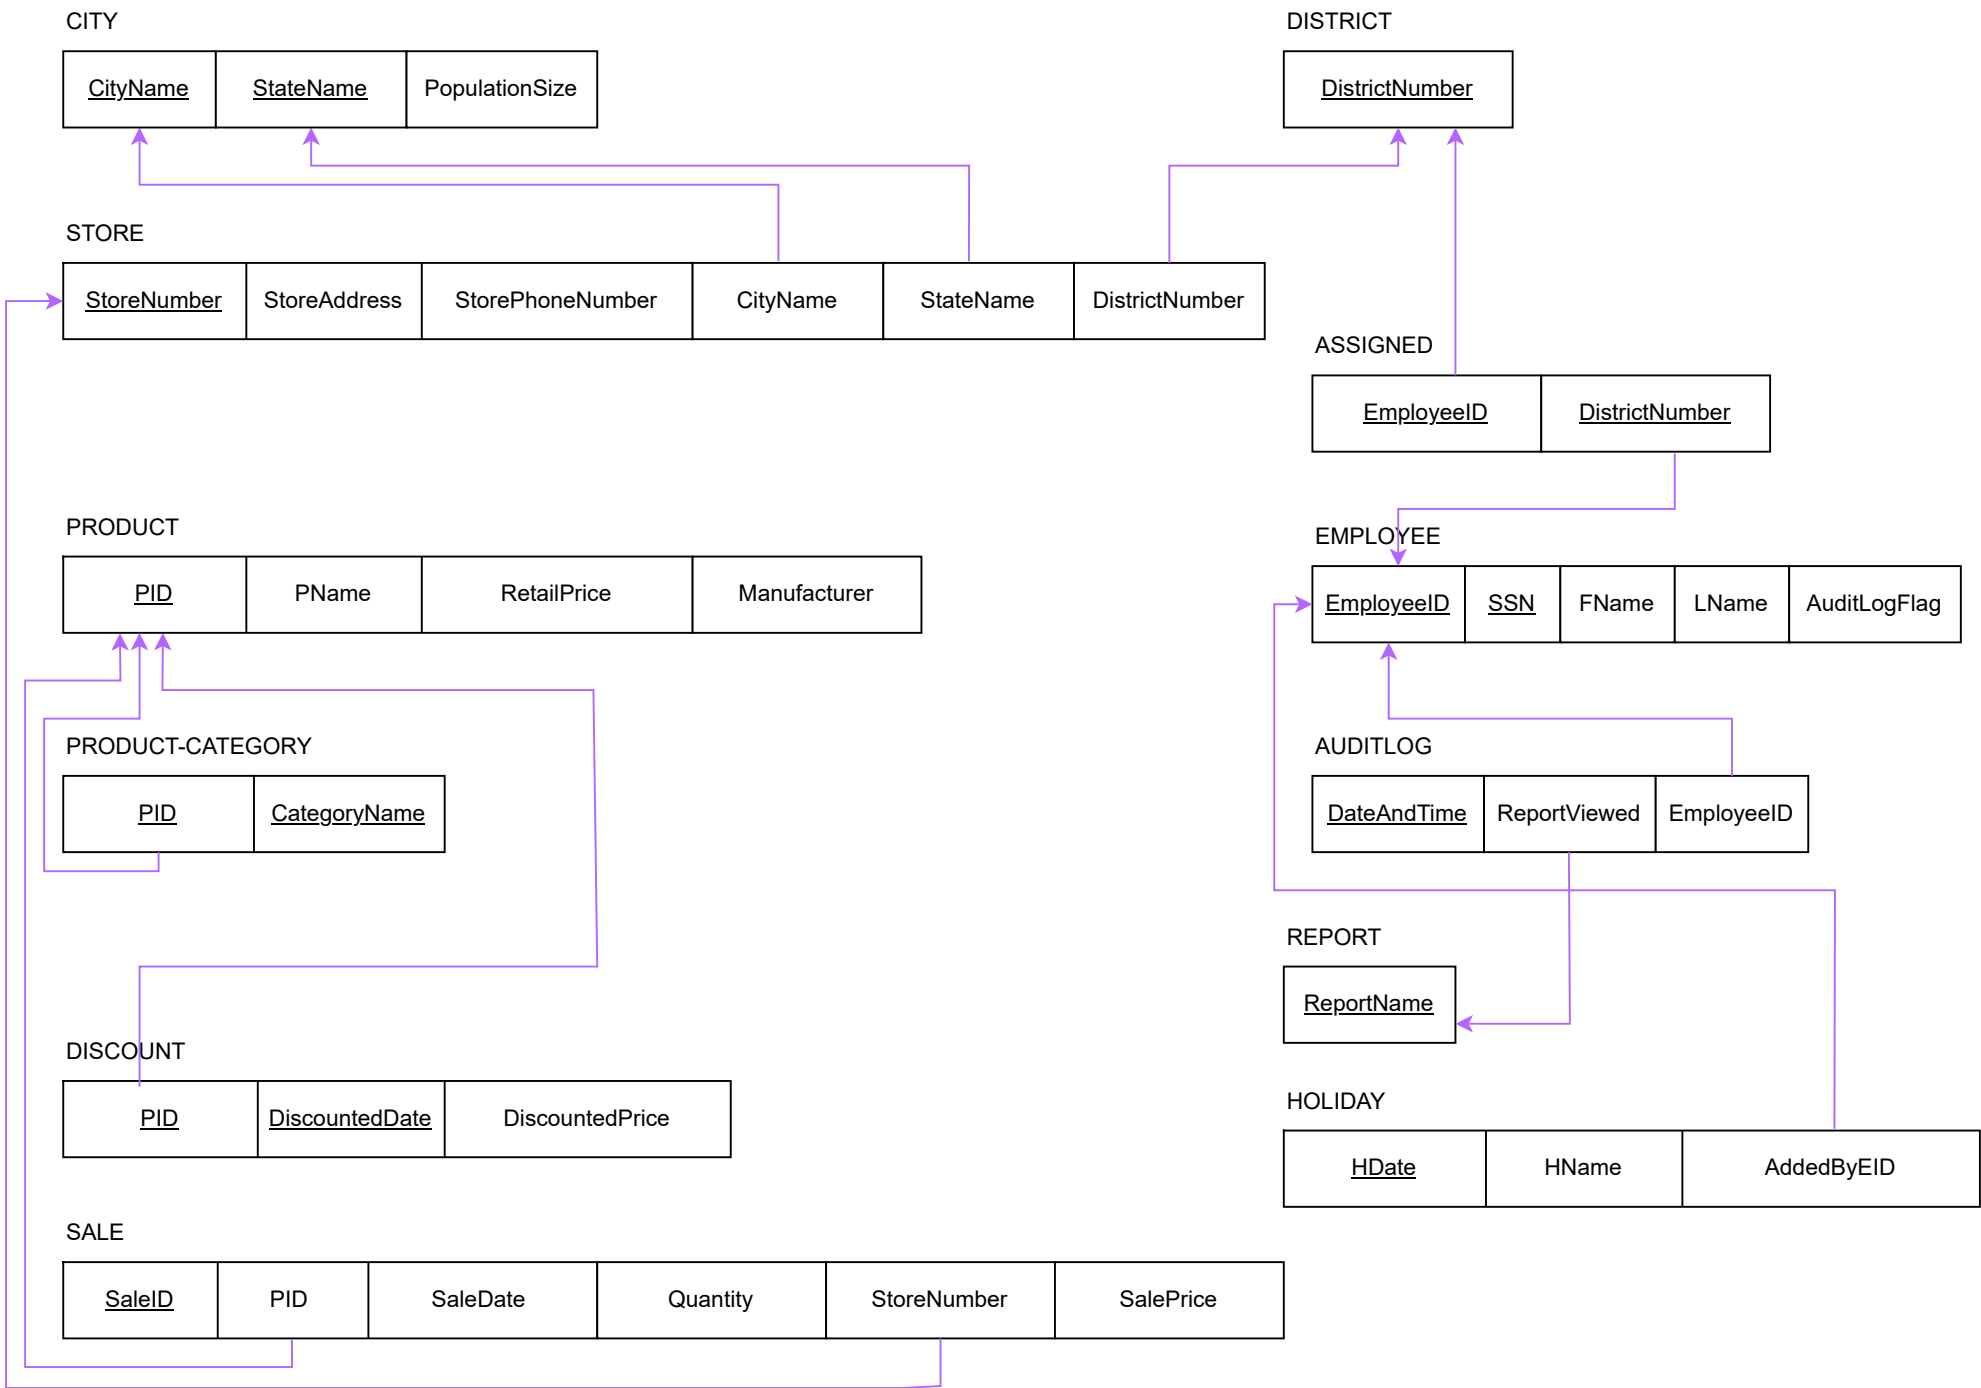 CITY
CityName StateName PopulationSize
DISTRICT
DistrictNumber
STORE
StoreNumber StoreAddress StorePhoneNumber CityName StateName DistrictNumber
ASSIGNED
EmployeeID DistrictNumber
PRODUCT
PID PName RetailPrice Manufacturer
EMPLOYEE
EmployeeID SSN FName LName AuditLogFlag
PRODUCT-CATEGORY
PID CategoryName
AUDITLOG
DateAndTime ReportViewed EmployeeID
REPORT
ReportName
DISCOUNT
PID DiscountedDate DiscountedPrice
HOLIDAY
HDate HName AddedByEID
SALE
SaleID PID SaleDate Quantity StoreNumber SalePrice